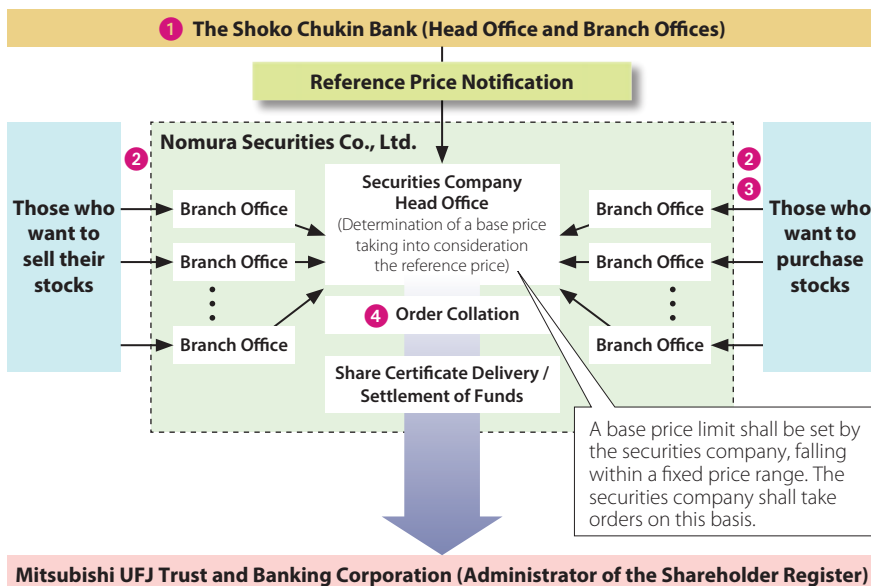 1 The Shoko Chukin Bank (Head Office and Branch Offices)
Reference Price Notification
Nomura Securities Co., Ltd.
2
Those who
want to
sell their
stocks
Branch Office
Branch Office
Branch Office
Securities Company
Head Office
(Determination of a base price
taking into consideration
the reference price)
4 Order Collation
Share Certificate Delivery /
Settlement of Funds
Branch Office
Branch Office
Branch Office
2
3
Those who
want to
purchase
stocks
A base price limit shall be set by
the securities company, falling
within a fixed price range. The
securities company shall take
orders on this basis.
Mitsubishi UFJ Trust and Banking Corporation (Administrator of the Shareholder Register)